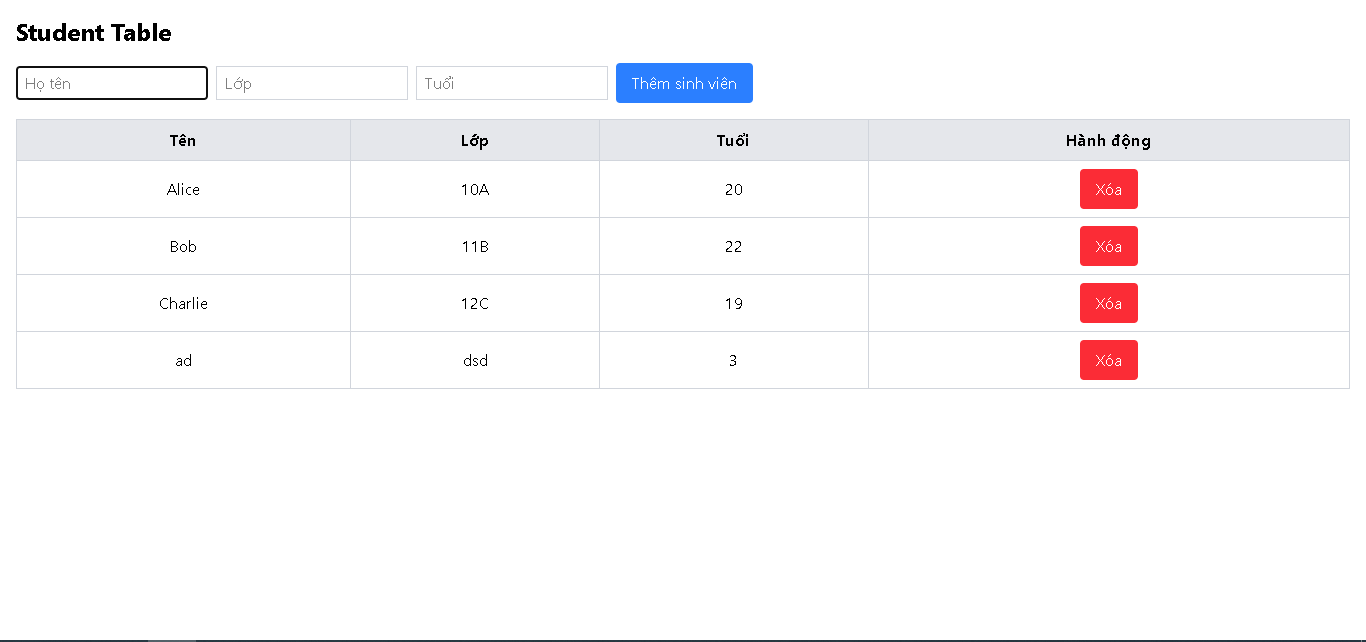 Student Table
Họ tên Lớp Tuổi Thêm sinh viên
Tên Lớp Tuổi Hành động
Alice 10A 20 Xóa
Bob 11B 22 Xóa
Charlie 12C 19 Xóa
ad dsd 3 Xóa